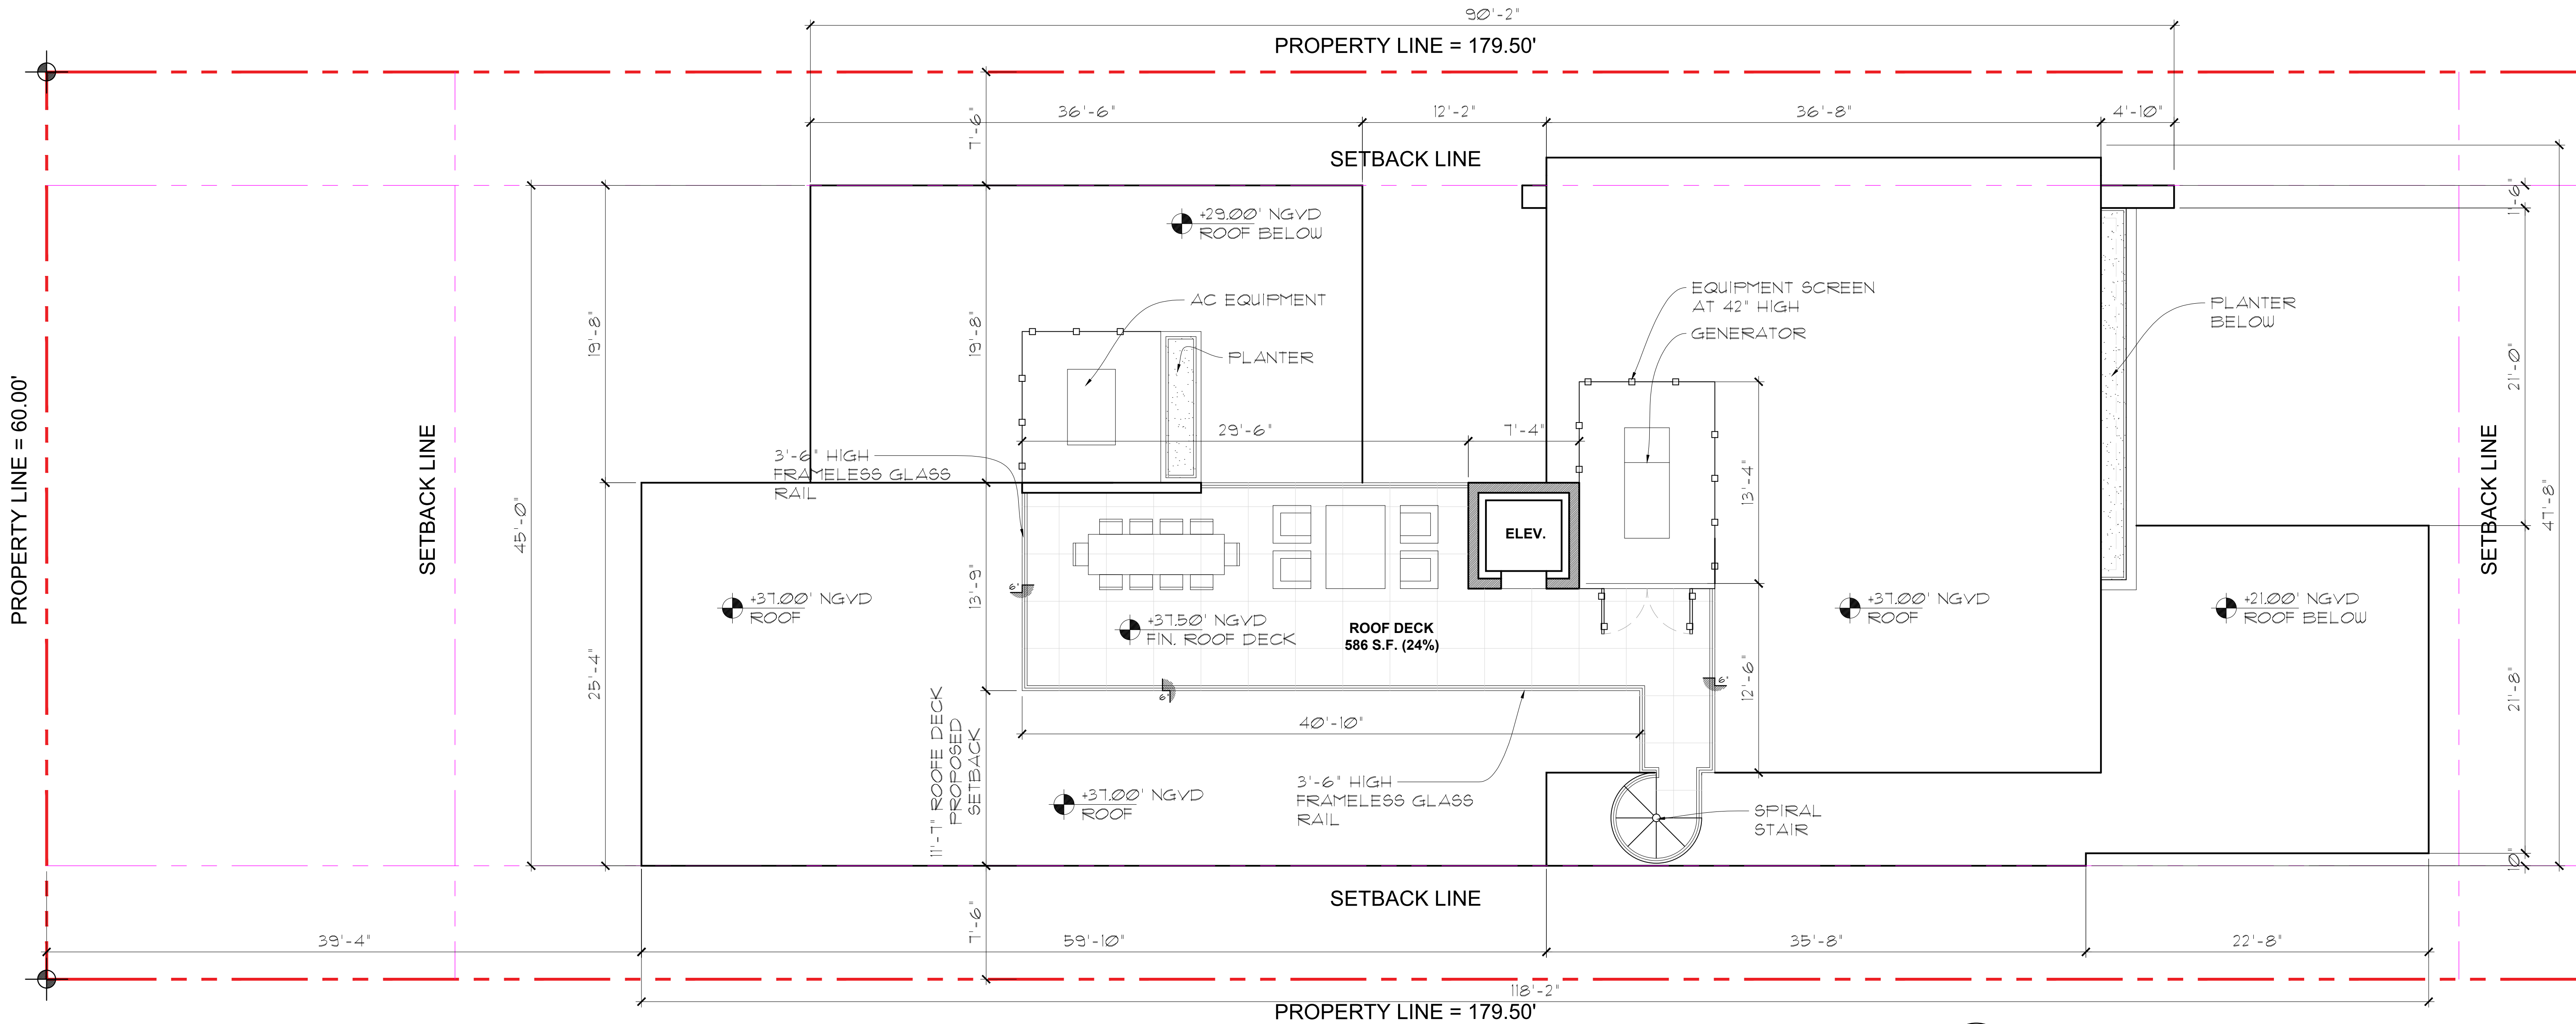 90'-2"
PROPERTY LINE = 179.50'
36'-6"
12'-2"
36'-8"
4'-10"
7'-6"
SETBACK LINE
1'-6"
+29.00' NGVD
ROOF BELOW
AC EQUIPMENT
PLANTER
EQUIPMENT SCREEN
AT 42" HIGH
GENERATOR
PLANTER
BELOW
19'-8"
19'-8"
21'-0"
PROPERTY LINE = 60.00'
SETBACK LINE
45'-0"
29'-6"
7'-4"
3'-6" HIGH
FRAMELESS GLASS
RAIL
13'-4"
SETBACK LINE
47'-8"
ELEV.
13'-9"
6'
+37.00' NGVD
ROOF
+37.50' NGVD
FIN. ROOF DECK
ROOF DECK
586 S.F. (24%)
+37.00' NGVD
ROOF
+21.00' NGVD
ROOF BELOW
25'-4"
6'
6'
12'-6"
21'-8"
40'-10"
11'-7" ROOFE DECK
PROPOSED
SETBACK
+37.00' NGVD
ROOF
3'-6" HIGH
FRAMELESS GLASS
RAIL
SPIRAL
STAIR
10"
SETBACK LINE
7'-6"
39'-4"
59'-10"
35'-8"
22'-8"
118'-2"
PROPERTY LINE = 179.50'